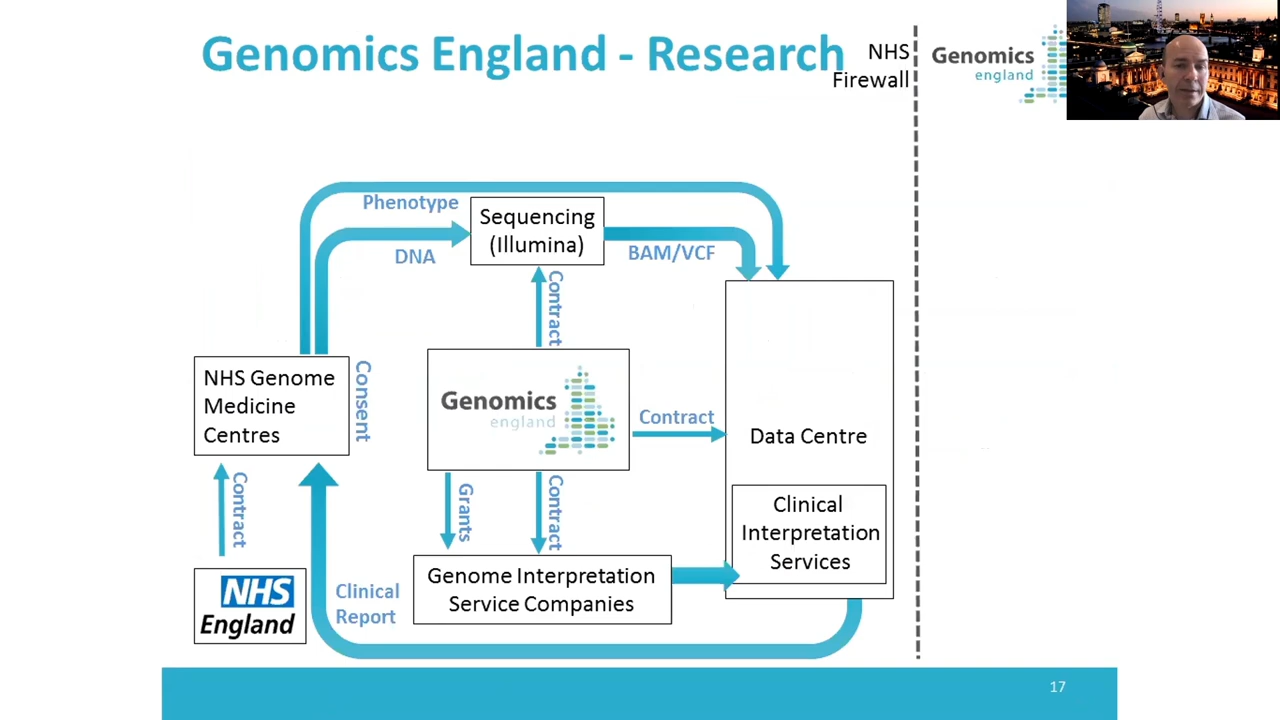 Genomics England - Research
NHS
Firewall
Genomics
england
Phenotype
Sequencing
(Illumina)
DNA
BAM/VCF
Contract
NHS Genome
Medicine
Centres
Consent
Genomics
england
Contract
Data Centre
Contract
Grants
Contract
Clinical
Interpretation
Services
Genome Interpretation
Service Companies
NHS
England
Clinical
Report
17